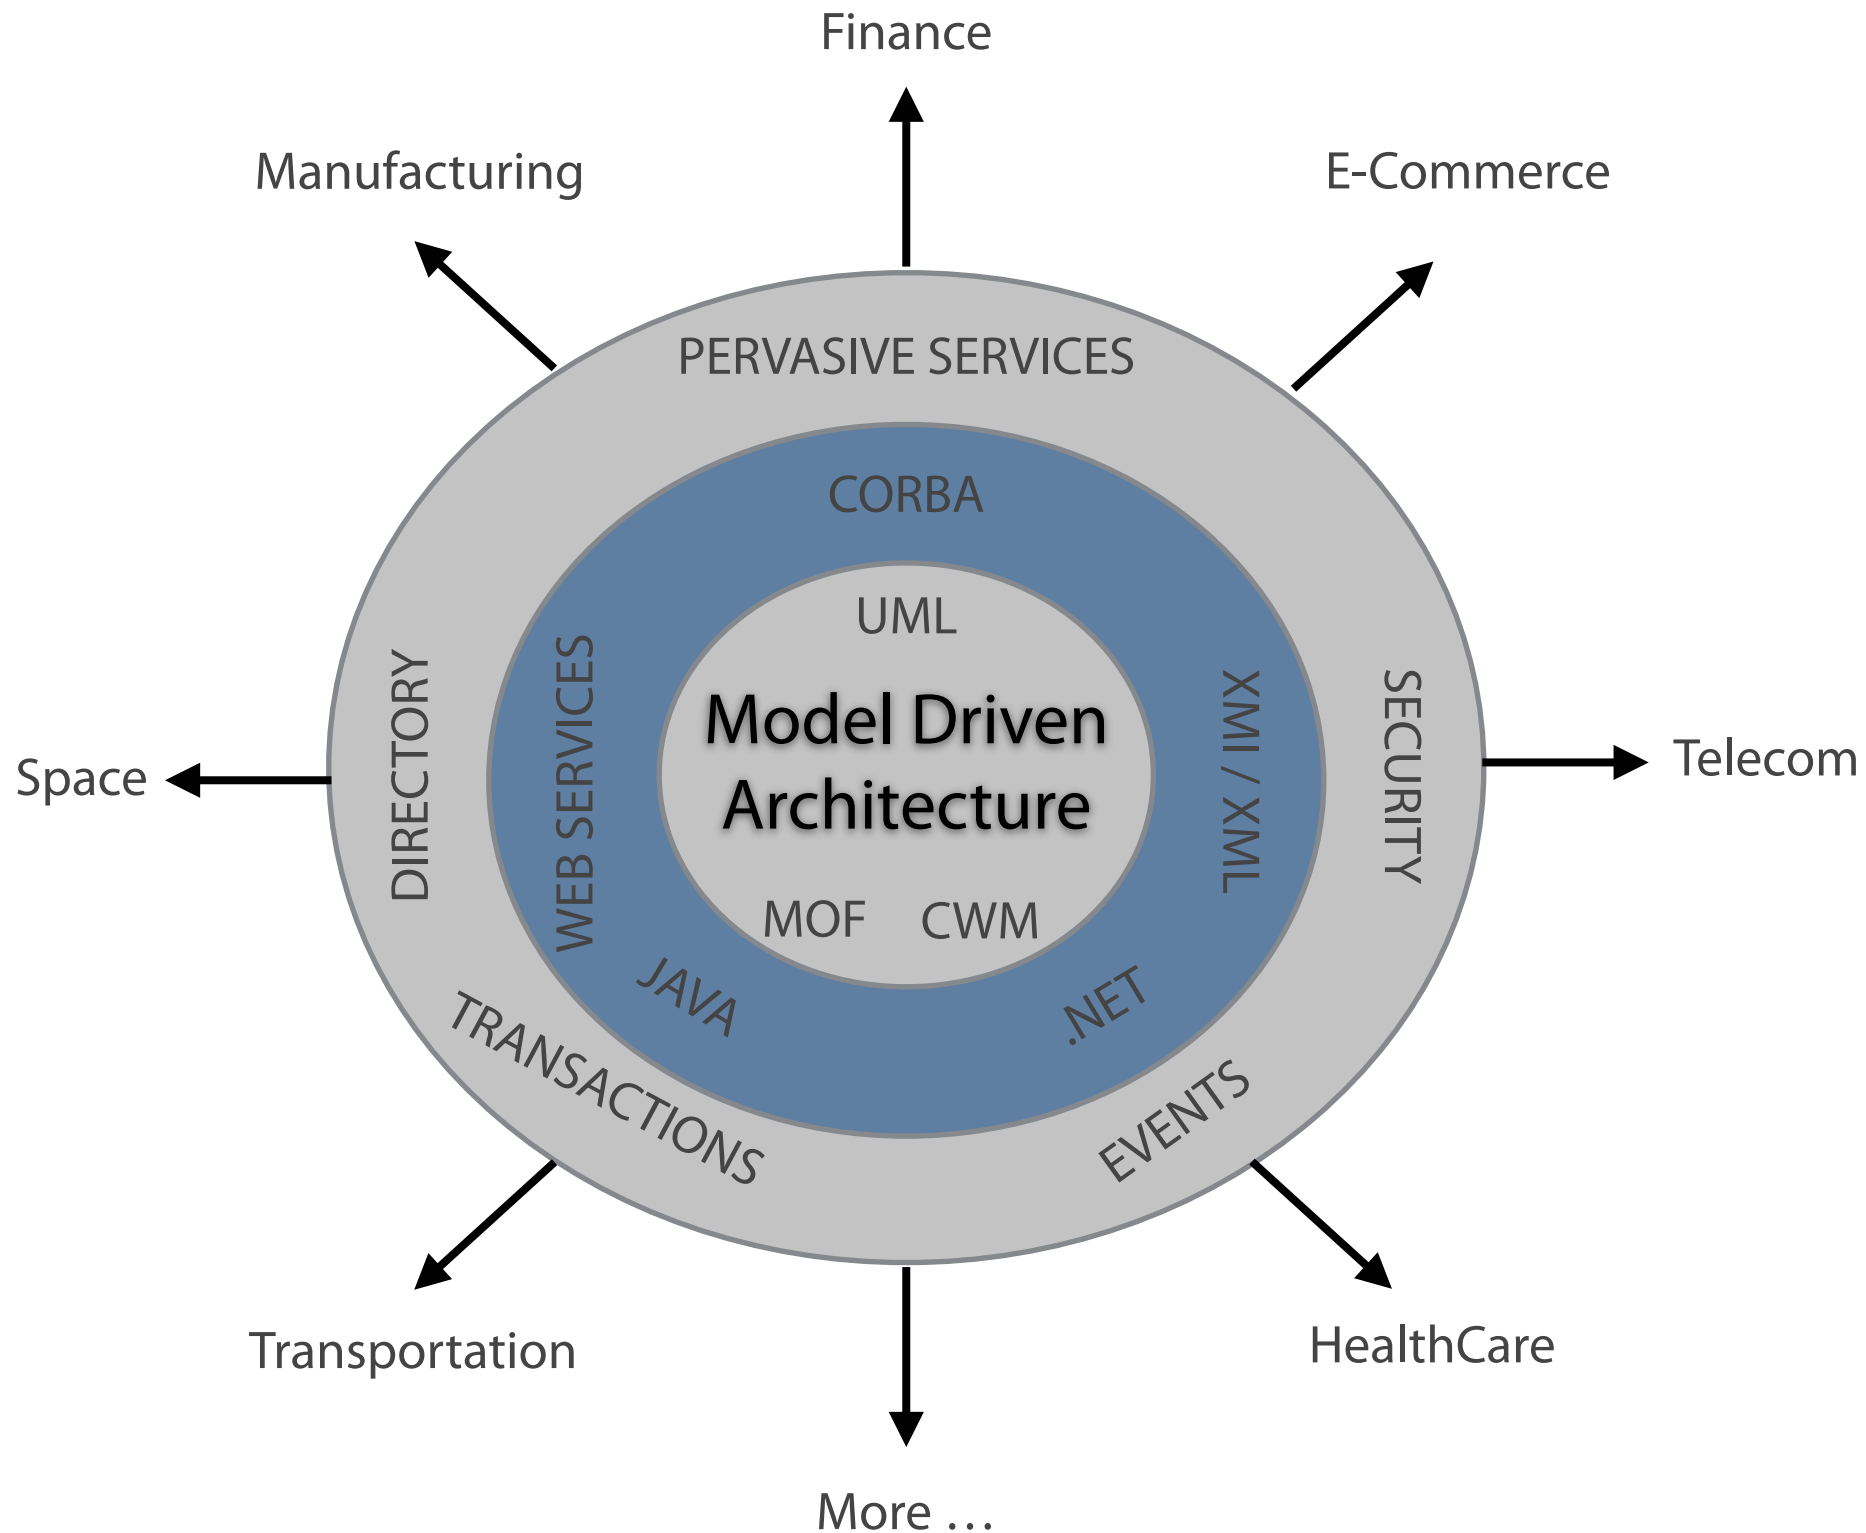 Finance
Manufacturing
E-Commerce
PERVASIVE SERVICES
CORBA
UML
DIRECTORY
WEB SERVICES
Model Driven
Architecture
XMI / XML
SECURITY
Space
Telecom
MOF
CWM
JAVA
.NET
TRANSACTIONS
EVENTS
Transportation
HealthCare
More …